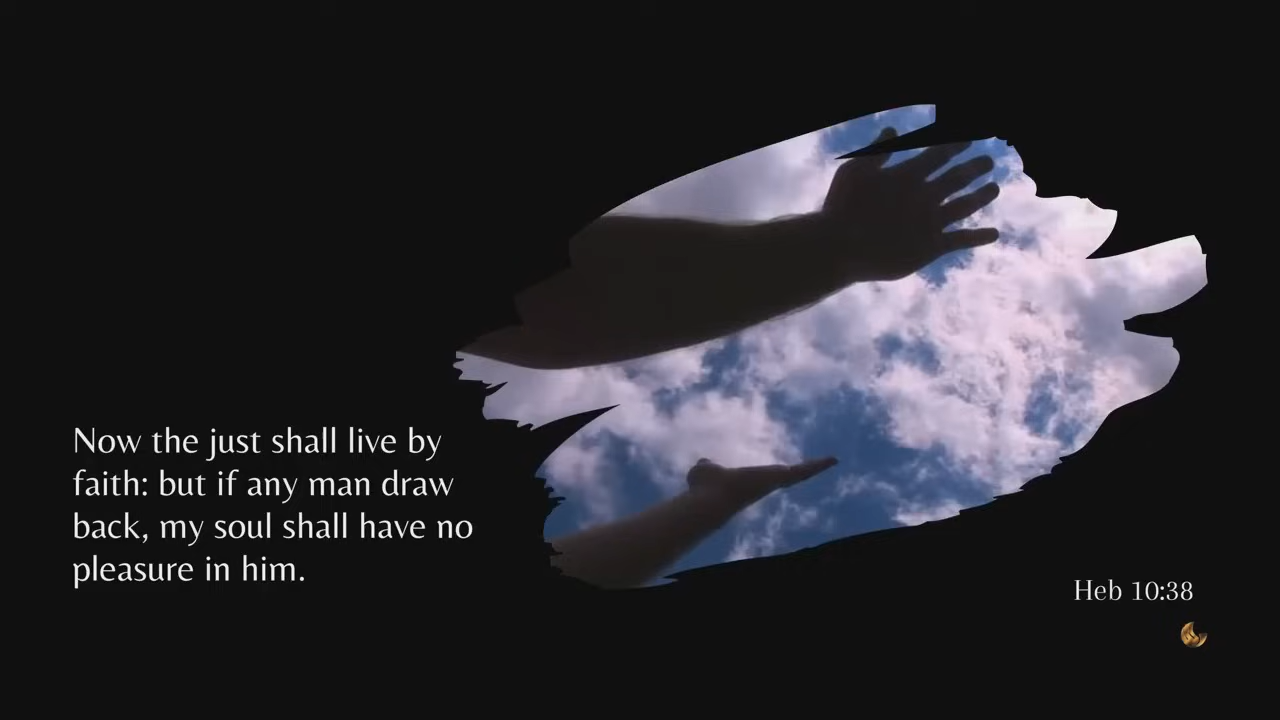 Now the just shall live by
faith: but if any man draw
back, my soul shall have no
pleasure in him.
Heb 10:38